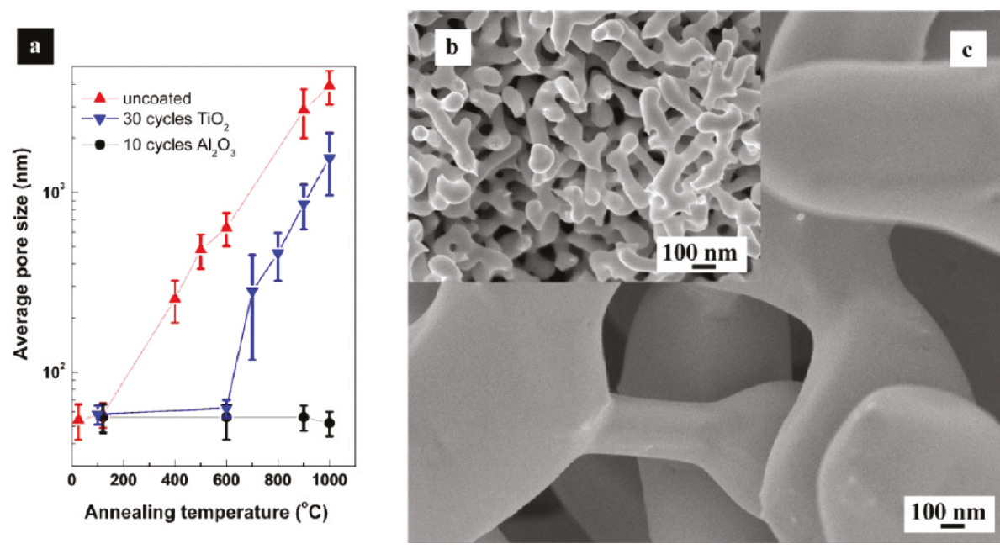 a
uncoated
30 cycles TiO₂
10 cycles Al₂O₃
10³
10²
Average pore size (nm)
0 200 400 600 800 1000
Annealing temperature (°C)
b
100 nm
c
100 nm